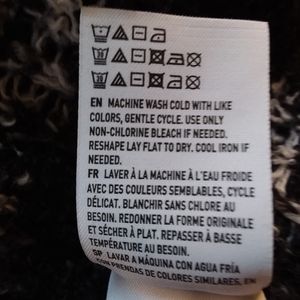 EN MACHINE WASH COLD WITH LIKE
COLORS, GENTLE CYCLE. USE ONLY
NON-CHLORINE BLEACH IF NEEDED.
RESHAPE LAY FLAT TO DRY. COOL IRON IF
NEEDED.
FR LAVER À LA MACHINE À L'EAU FROIDE
AVEC DES COULEURS SEMBLABLES, CYCLE
DÉLICAT. BLANCHIR SANS CHLORE AU
BESOIN. REDONNER LA FORME ORIGINALE
ET SÉCHER À PLAT. REPASSER À BASSE
TEMPÉRATURE AU BESOIN.
SP LAVAR A MÁQUINA CON AGUA FRÍA
CON PRENDAS DE COLORES SIMILARES, EN